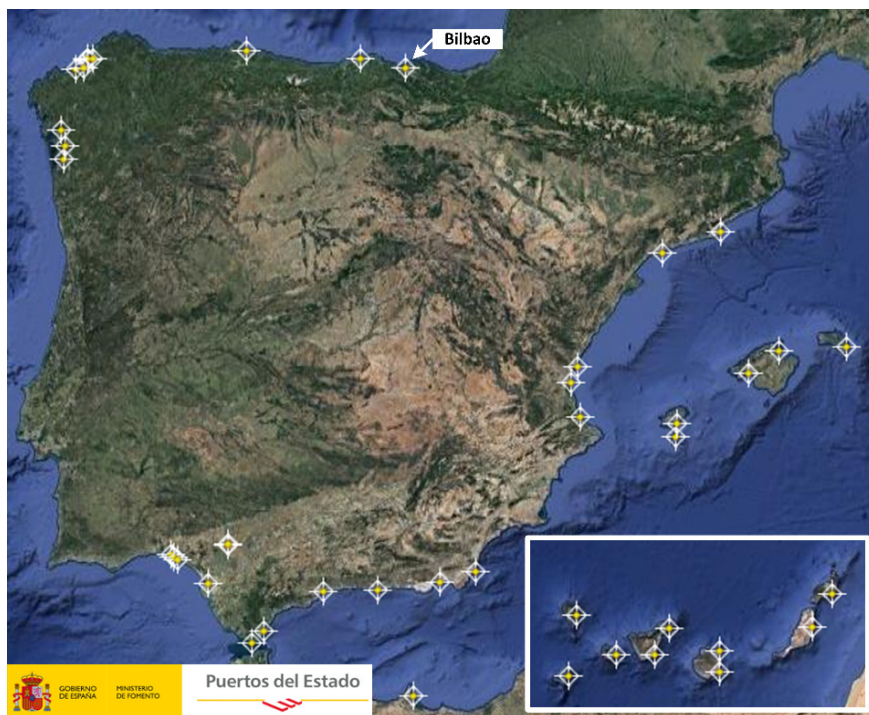 Bilbao
GOBIERNO
DE ESPAÑA
MINISTERIO
DE FOMENTO
Puertos del Estado